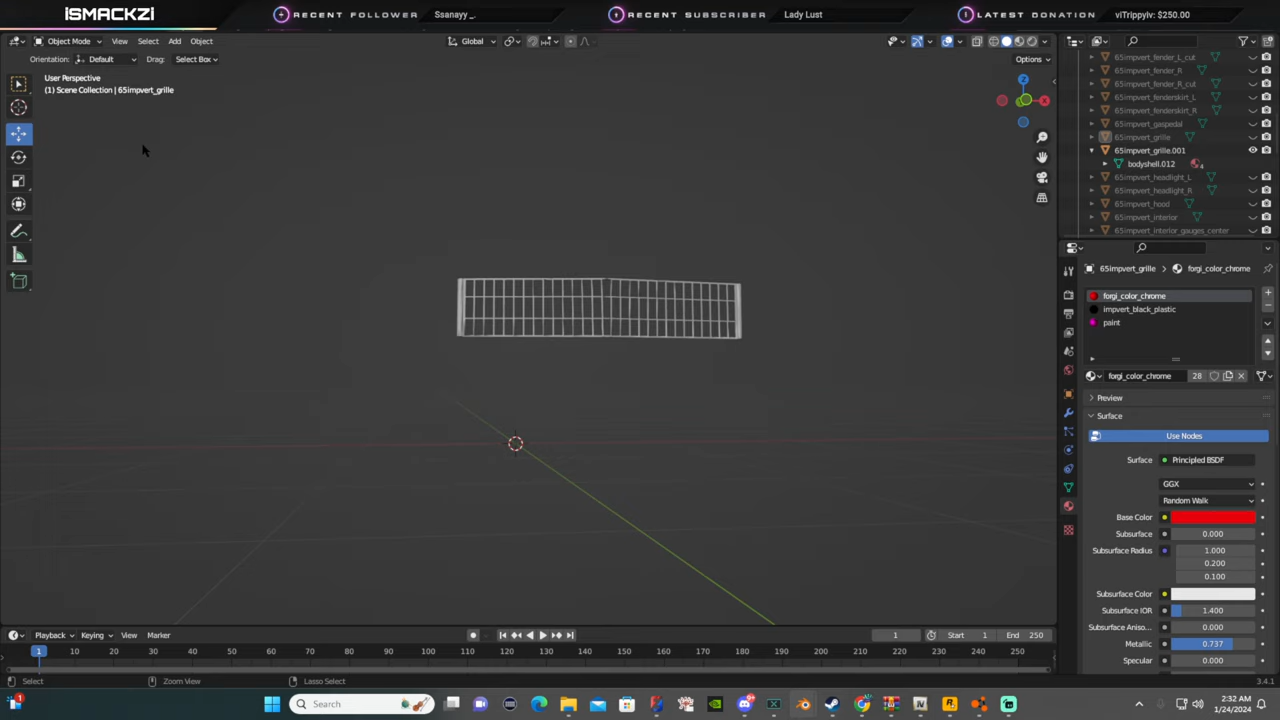 iSMACKZI
RECENT FOLLOWER Ssanayy _.
RECENT SUBSCRIBER Lady Lust
LATEST DONATION viTrippyIv: $250.00
Object Mode View Select Add Object
Global
Orientation: Default Drag: Select Box
Options
User Perspective
(1) Scene Collection | 65impvert_grille
Z
X
65impvert_fender_L_cut
65impvert_fender_R
65impvert_fender_R_cut
65impvert_fenderskirt_L
65impvert_fenderskirt_R
65impvert_gaspedal
65impvert_grille
65impvert_grille.001
bodyshell.012 4
65impvert_headlight_L
65impvert_headlight_R
65impvert_hood
65impvert_interior
65impvert_interior_gauges_center
65impvert_grille forgi_color_chrome
forgi_color_chrome
impvert_black_plastic
paint
forgi_color_chrome 28
Preview
Surface
Use Nodes
Surface Principled BSDF
GGX
Random Walk
Base Color
Subsurface 0.000
Subsurface Radius 1.000
0.200
0.100
Subsurface Color
Subsurface IOR 1.400
Subsurface Aniso... 0.000
Metallic 0.737
Specular 0.000
Playback Keying View Marker
1 Start 1 End 250
1 10 20 30 40 50 60 70 80 90 100 110 120 130 140 150 160 170 180 190 200 210 220 230 240 250
Select Zoom View Lasso Select 3.4.1
1
Search
2:32 AM
1/24/2024